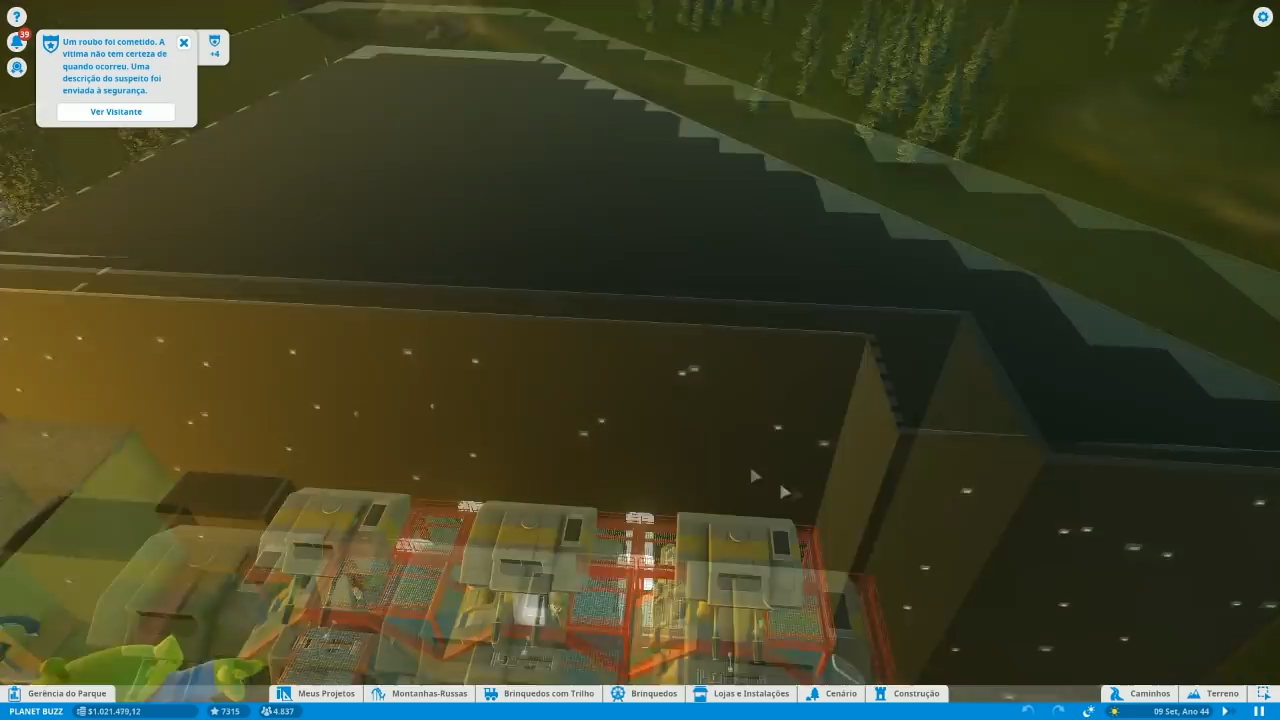 ?
39
Um roubo foi cometido. A
vítima não tem certeza de
quando ocorreu. Uma
descrição do suspeito foi
enviada à segurança.
+4
Ver Visitante
Gerência do Parque
Meus Projetos
Montanhas-Russas
Brinquedos com Trilho
Brinquedos
Lojas e Instalações
Cenário
Construção
Caminhos
Terreno
PLANET BUZZ
$1.021.479,12
7315
4.837
09 Set, Ano 44